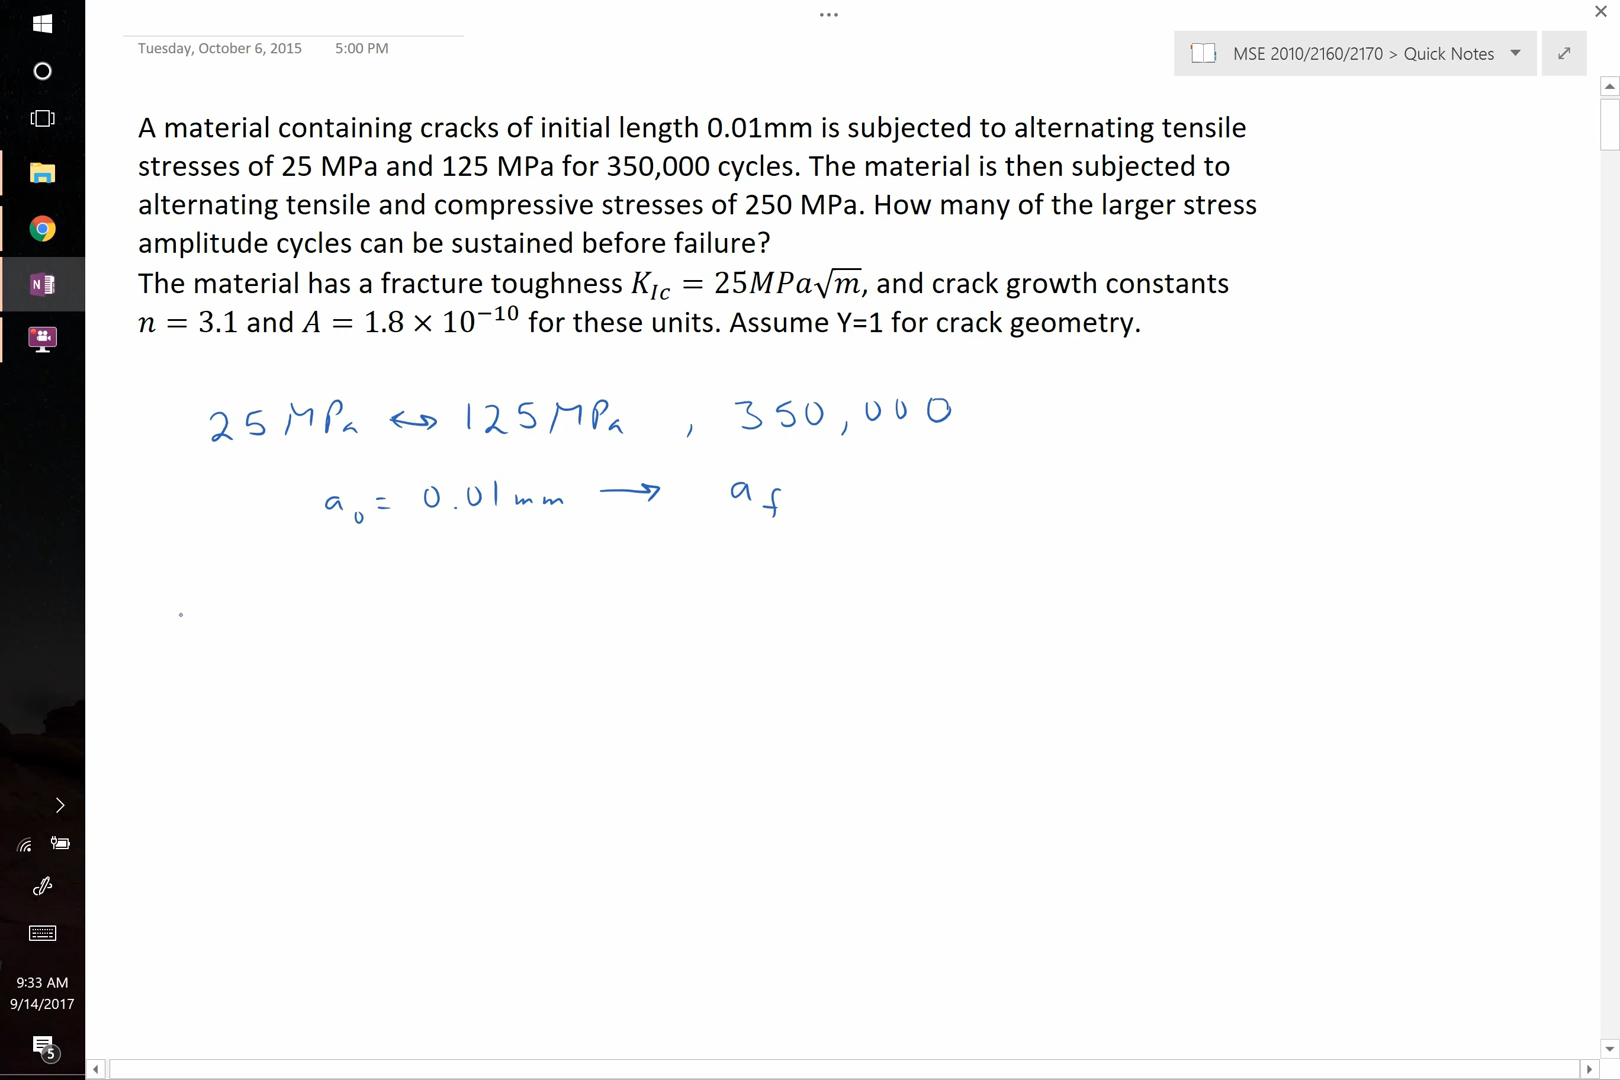 Tuesday, October 6, 2015 5:00 PM
MSE 2010/2160/2170 > Quick Notes
A material containing cracks of initial length 0.01mm is subjected to alternating tensile
stresses of 25 MPa and 125 MPa for 350,000 cycles. The material is then subjected to
alternating tensile and compressive stresses of 250 MPa. How many of the larger stress
amplitude cycles can be sustained before failure?
The material has a fracture toughness K_{Ic} = 25MPa√m, and crack growth constants
n = 3.1 and A = 1.8 × 10⁻¹⁰ for these units. Assume Y=1 for crack geometry.
25 MPa ↔ 125 MPa , 350,000
a₀ = 0.01mm → a_f
9:33 AM
9/14/2017
5